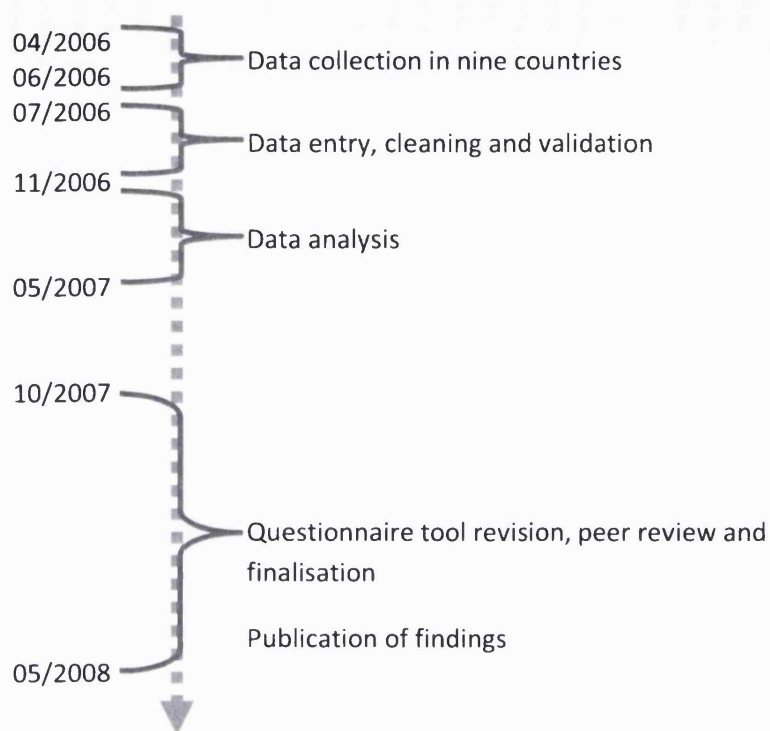 04/2006
Data collection in nine countries
06/2006
07/2006
Data entry, cleaning and validation
11/2006
Data analysis
05/2007
10/2007
Questionnaire tool revision, peer review and
finalisation
Publication of findings
05/2008